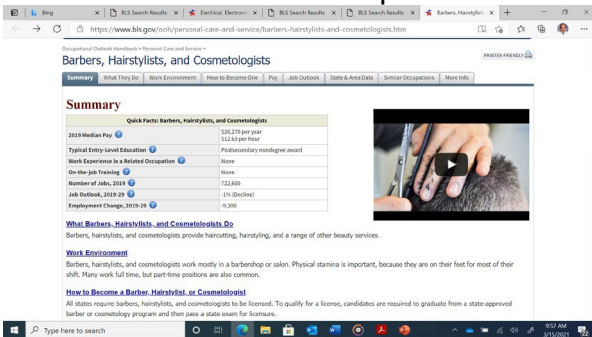 Bing
BLS Search Results
Electrical, Electronic
BLS Search Results
BLS Search Results
Barbers, Hairstylists
https://www.bls.gov/ooh/personal-care-and-service/barbers-hairstylists-and-cosmetologists.htm
Occupational Outlook Handbook > Personal Care and Service >
PRINTER-FRIENDLY
Barbers, Hairstylists, and Cosmetologists
Summary
What They Do
Work Environment
How to Become One
Pay
Job Outlook
State & Area Data
Similar Occupations
More Info
Summary
Quick Facts: Barbers, Hairstylists, and Cosmetologists
2019 Median Pay
$26,270 per year
$12.63 per hour
Typical Entry-Level Education
Postsecondary nondegree award
Work Experience in a Related Occupation
None
On-the-job Training
None
Number of Jobs, 2019
722,600
Job Outlook, 2019-29
-1% (Decline)
Employment Change, 2019-29
-9,300
What Barbers, Hairstylists, and Cosmetologists Do
Barbers, hairstylists, and cosmetologists provide haircutting, hairstyling, and a range of other beauty services.
Work Environment
Barbers, hairstylists, and cosmetologists work mostly in a barbershop or salon. Physical stamina is important, because they are on their feet for most of their
shift. Many work full time, but part-time positions are also common.
How to Become a Barber, Hairstylist, or Cosmetologist
All states require barbers, hairstylists, and cosmetologists to be licensed. To qualify for a license, candidates are required to graduate from a state-approved
barber or cosmetology program and then pass a state exam for licensure.
Type here to search
9:57 AM
3/15/2021
22